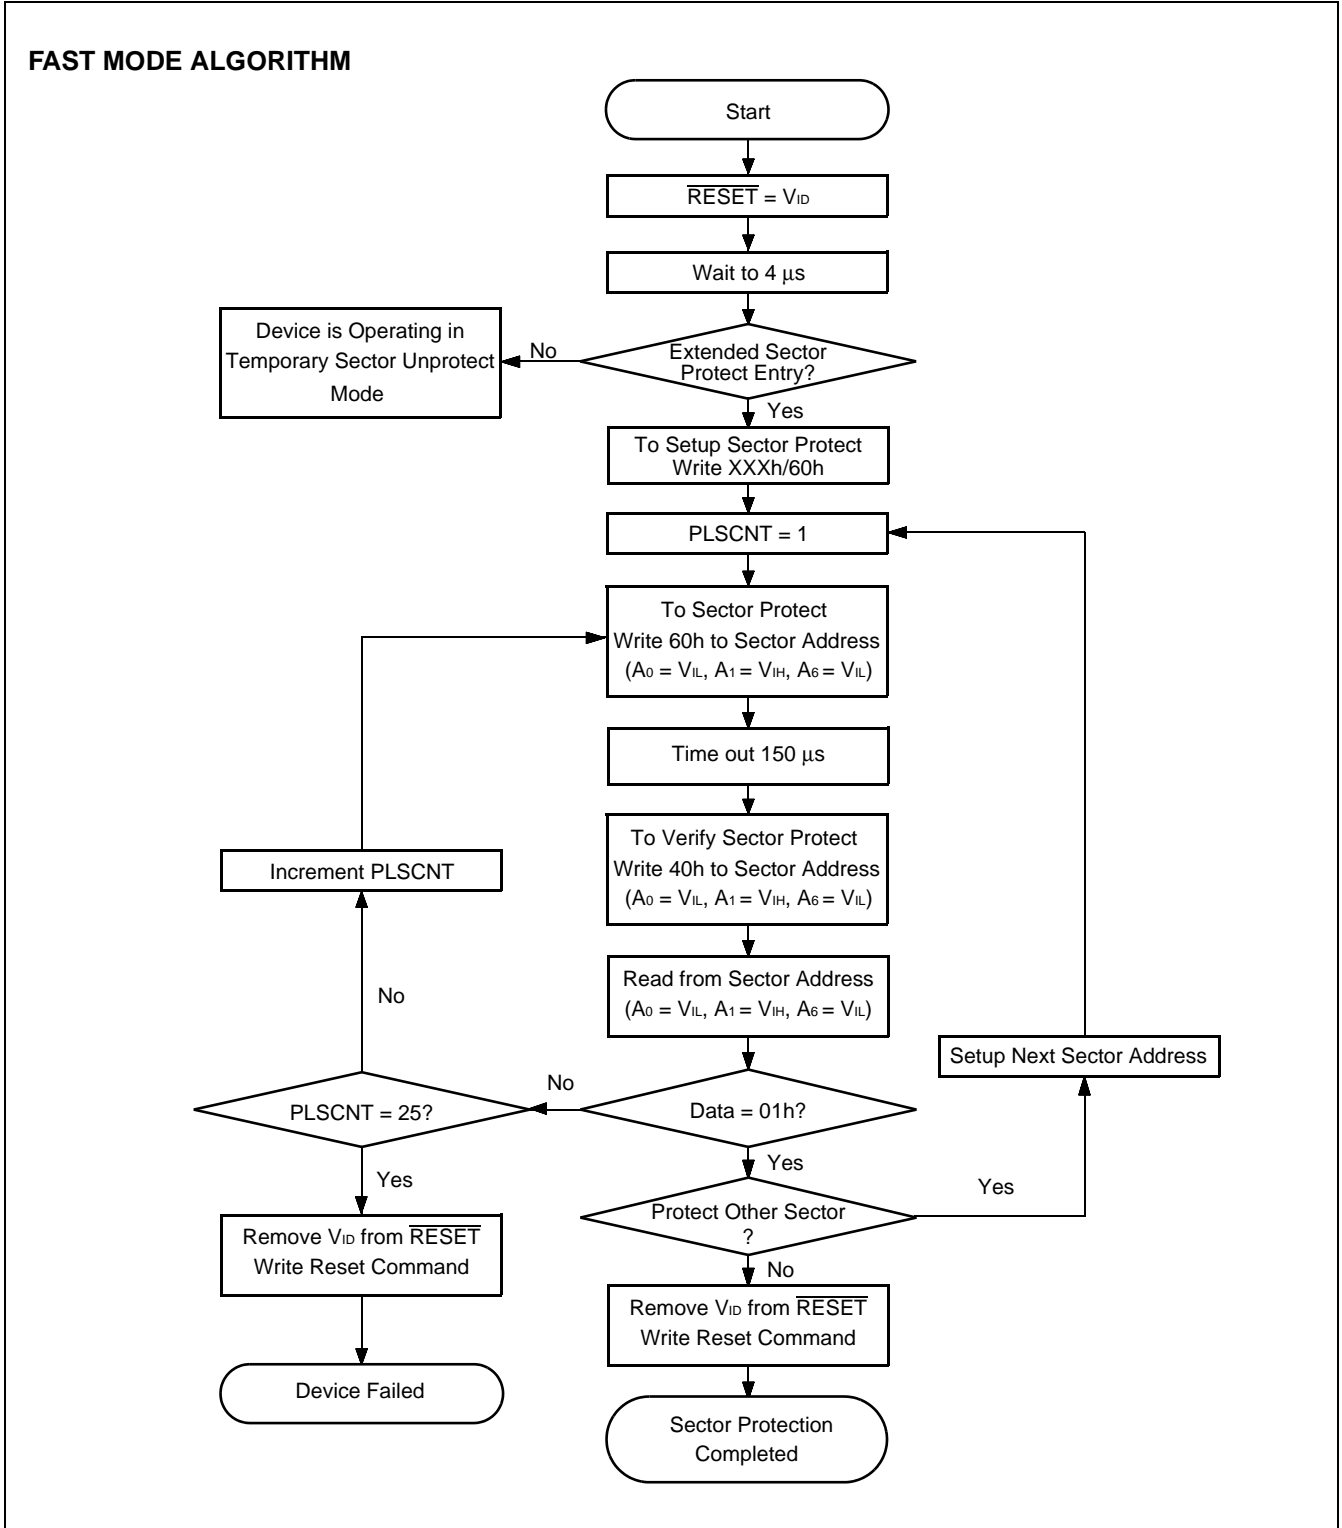 FAST MODE ALGORITHM
Start
RESET = VID
Wait to 4 µs
Device is Operating in
Temporary Sector Unprotect
Mode
No
Extended Sector
Protect Entry?
Yes
To Setup Sector Protect
Write XXXh/60h
PLSCNT = 1
To Sector Protect
Write 60h to Sector Address
(A0 = VIL, A1 = VIH, A6 = VIL)
Time out 150 µs
To Verify Sector Protect
Write 40h to Sector Address
(A0 = VIL, A1 = VIH, A6 = VIL)
Increment PLSCNT
Read from Sector Address
(A0 = VIL, A1 = VIH, A6 = VIL)
No
Setup Next Sector Address
No
PLSCNT = 25?
Data = 01h?
Yes
Yes
Yes
Protect Other Sector
?
Remove VID from RESET
Write Reset Command
No
Remove VID from RESET
Write Reset Command
Device Failed
Sector Protection
Completed